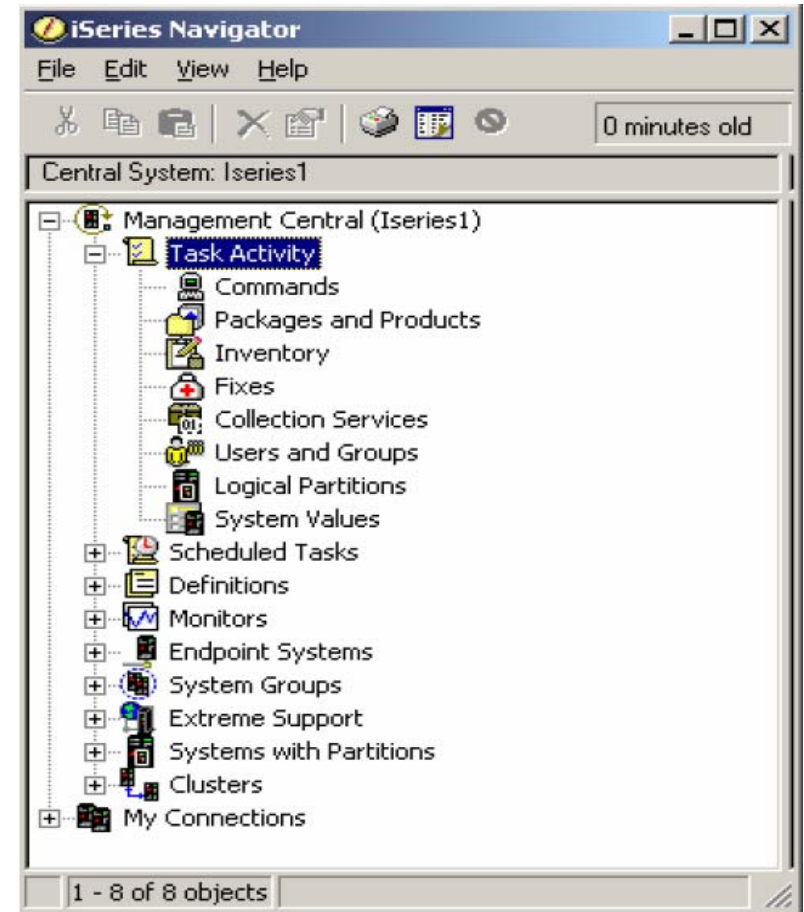 iSeries Navigator
File Edit View Help
0 minutes old
Central System: Iseries1
Management Central (Iseries1)
Task Activity
Commands
Packages and Products
Inventory
Fixes
Collection Services
Users and Groups
Logical Partitions
System Values
Scheduled Tasks
Definitions
Monitors
Endpoint Systems
System Groups
Extreme Support
Systems with Partitions
Clusters
My Connections
1 - 8 of 8 objects